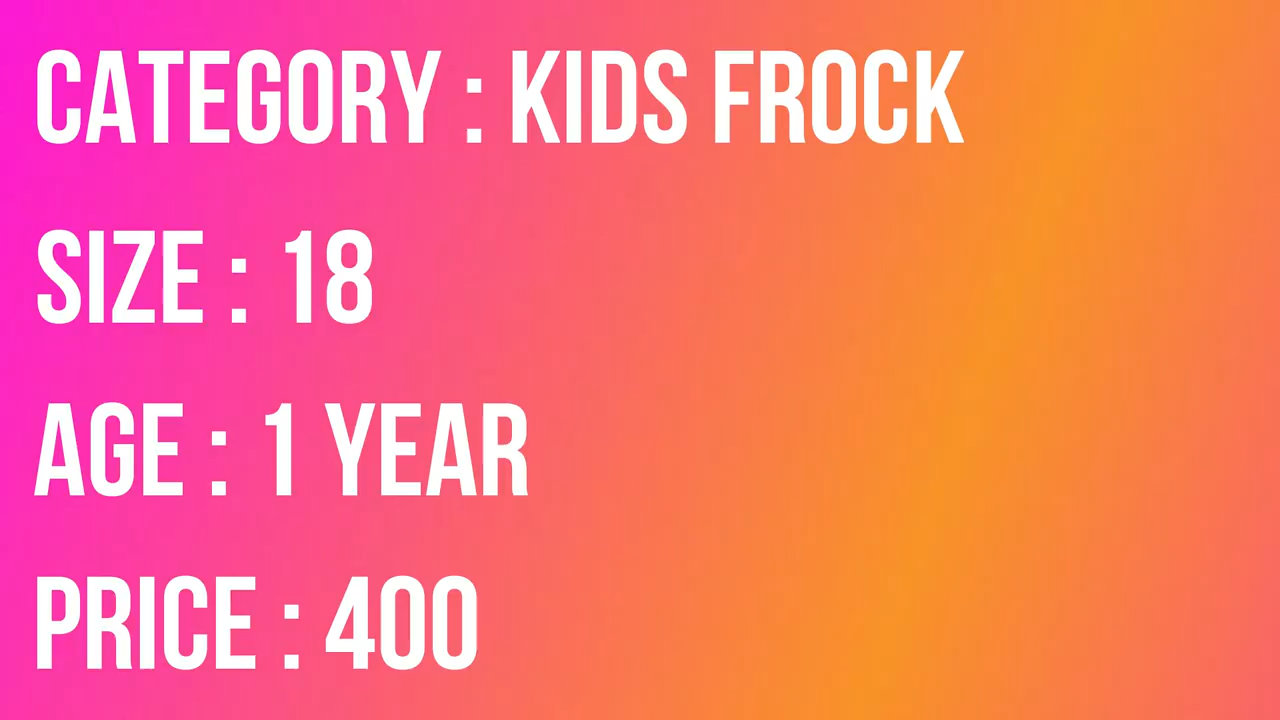 CATEGORY : KIDS FROCK
SIZE : 18
AGE : 1 YEAR
PRICE : 400